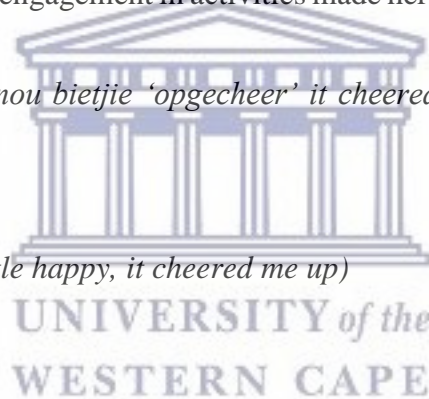 engagement in activities made her
nou bietjie ‘opgecheer’ it cheered
le happy, it cheered me up)
UNIVERSITY of the
WESTERN CAPE